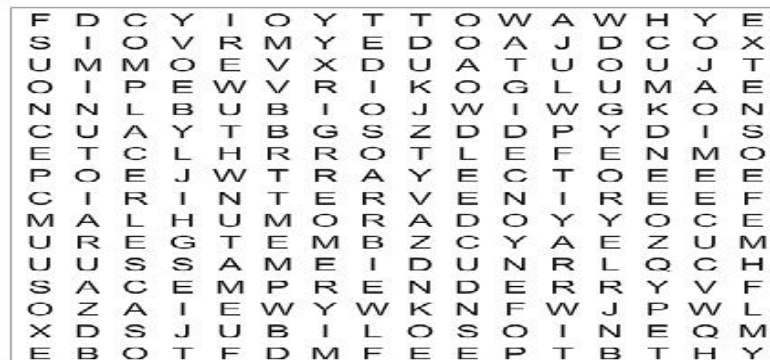 F D C Y I O Y T T O W A W H Y E
S I O V R M Y E D O A J D C O X
U M M O E V X D U A T U O U J T
O I P E W V R I K O G L U M A E
N N L B U B I O J W I W G K O N
C U A Y T B G S Z D D P Y D I S
E T C L H R R O T L E F E N M O
P O E J W T R A Y E C T O E E E
C I R I N T E R V E N I R E E F
M A L H U M O R A D O Y Y O C E
U R E G T E M B Z C Y A E Z U M
U U S S A M E I D U N R L Q C H
S A C E M P R E N D E R R Y V F
O Z A I E W Y W K N F W J P W L
X D S J U B I L O S O I N E Q M
E B O T F D M F E E P T B T H Y